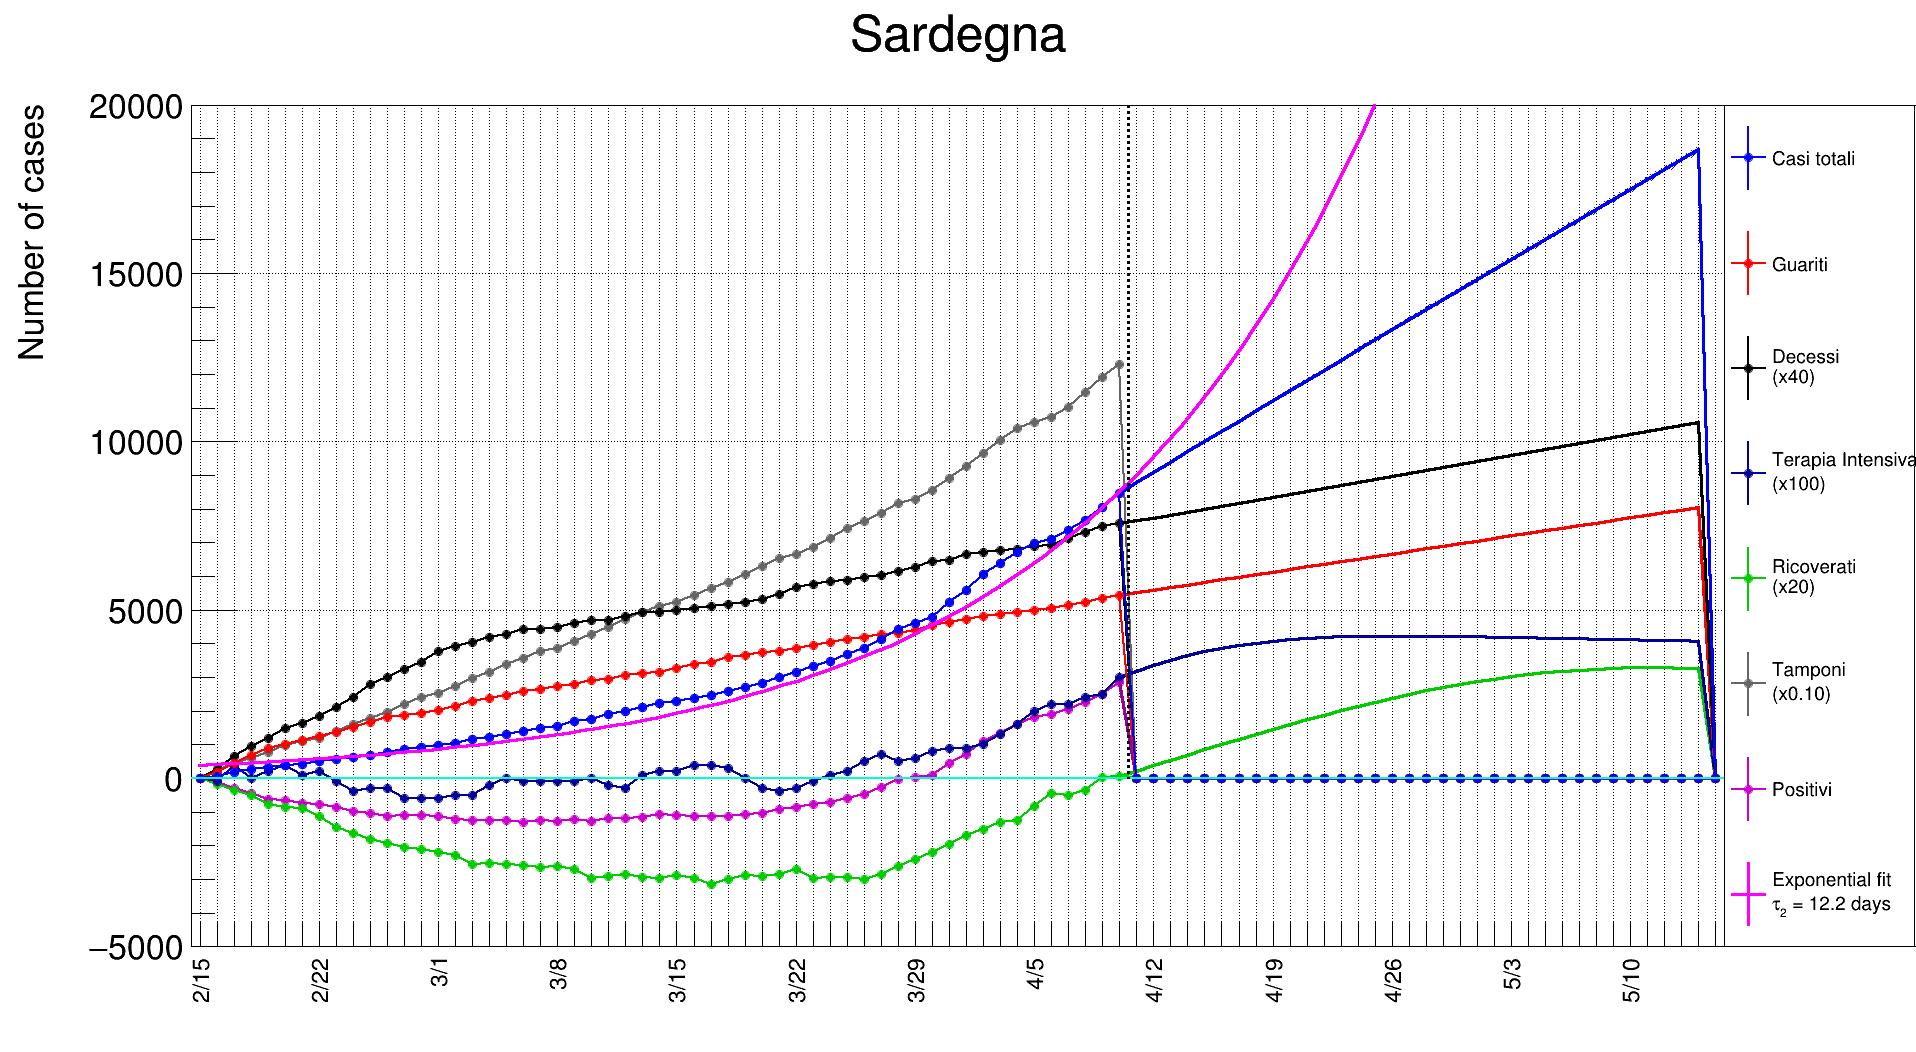 Sardegna
Number of cases
20000
15000
10000
5000
0
−5000
2/15
2/22
3/1
3/8
3/15
3/22
3/29
4/5
4/12
4/19
4/26
5/3
5/10
Casi totali
Guariti
Decessi
(x40)
Terapia Intensiva
(x100)
Ricoverati
(x20)
Tamponi
(x0.10)
Positivi
Exponential fit
τ2 = 12.2 days